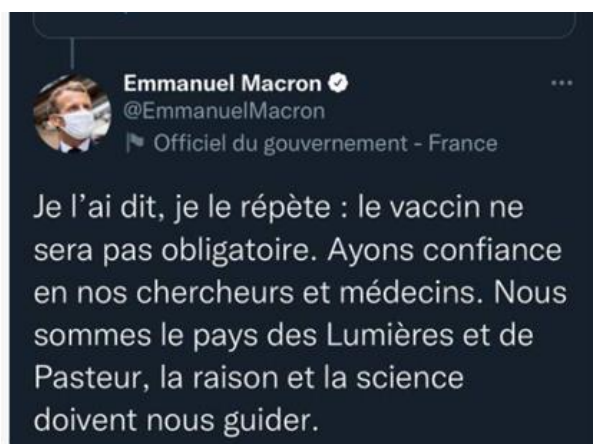 Emmanuel Macron
@EmmanuelMacron
Officiel du gouvernement - France
Je l’ai dit, je le répète : le vaccin ne
sera pas obligatoire. Ayons confiance
en nos chercheurs et médecins. Nous
sommes le pays des Lumières et de
Pasteur, la raison et la science
doivent nous guider.